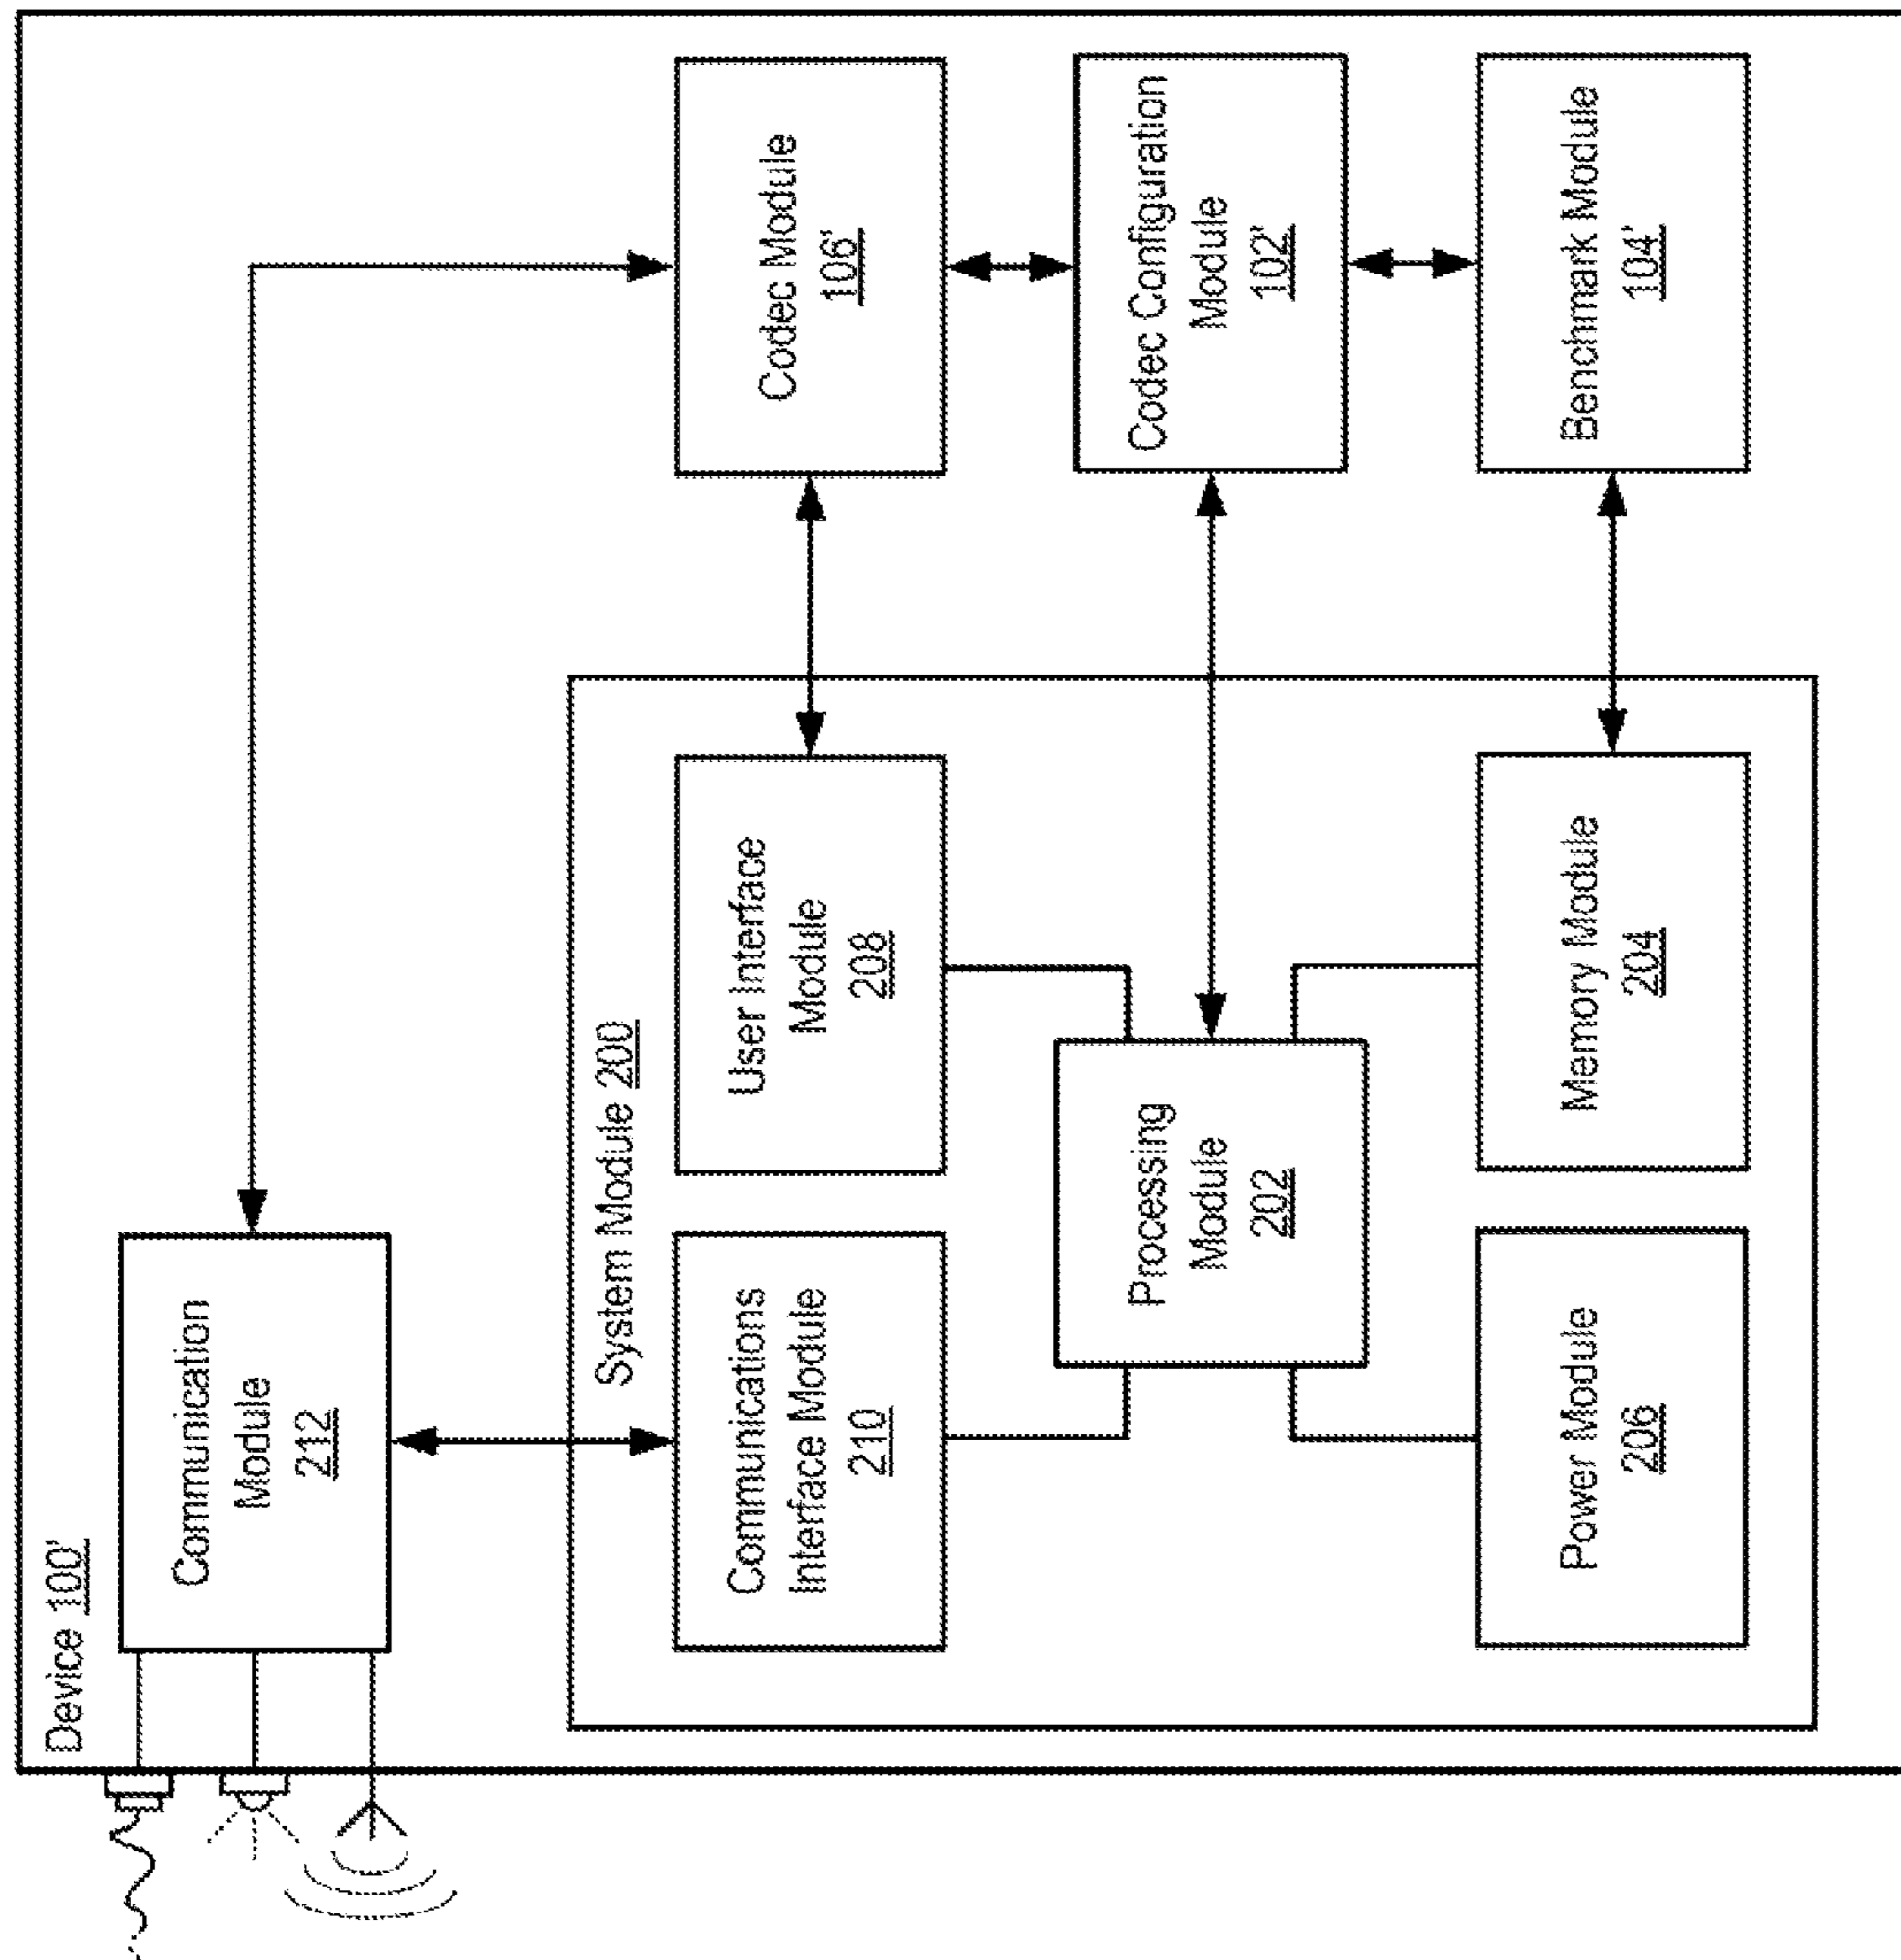 Device 100'
Communication
Module
212
System Module 200
Communications
Interface Module
210
User Interface
Module
208
Codec Module
106'
Processing
Module
202
Codec Configuration
Module
102'
Power Module
206
Memory Module
204
Benchmark Module
104'